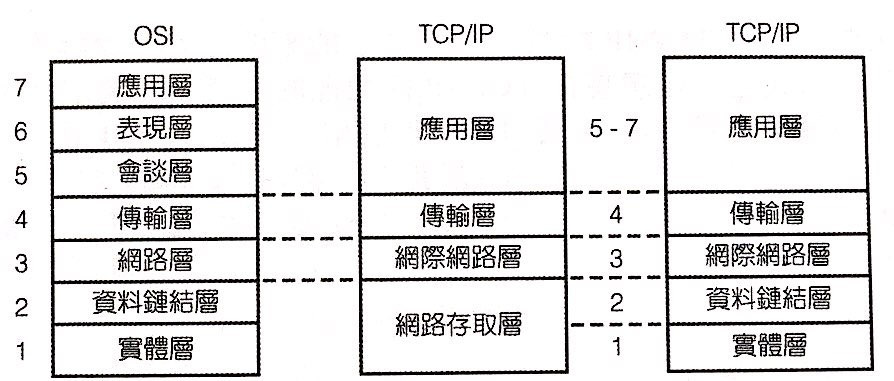 OSI TCP/IP TCP/IP
7 應用層
6 表現層 應用層 5 - 7 應用層
5 會談層
4 傳輸層 傳輸層 4 傳輸層
3 網路層 網際網路層 3 網際網路層
2 資料鏈結層 2 資料鏈結層
網路存取層
1 實體層 1 實體層